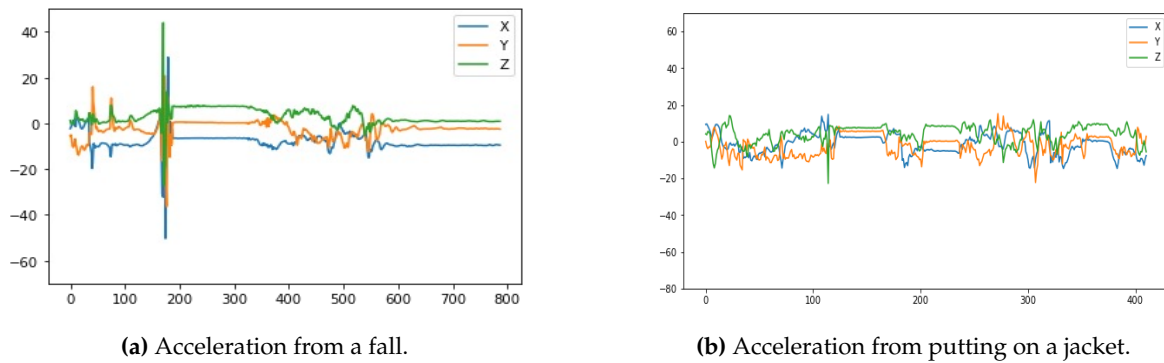 40
20
0
−20
−40
−60
0 100 200 300 400 500 600 700 800
X
Y
Z
(a) Acceleration from a fall.
60
40
20
0
−20
−40
−60
−80
0 100 200 300 400
X
Y
Z
(b) Acceleration from putting on a jacket.